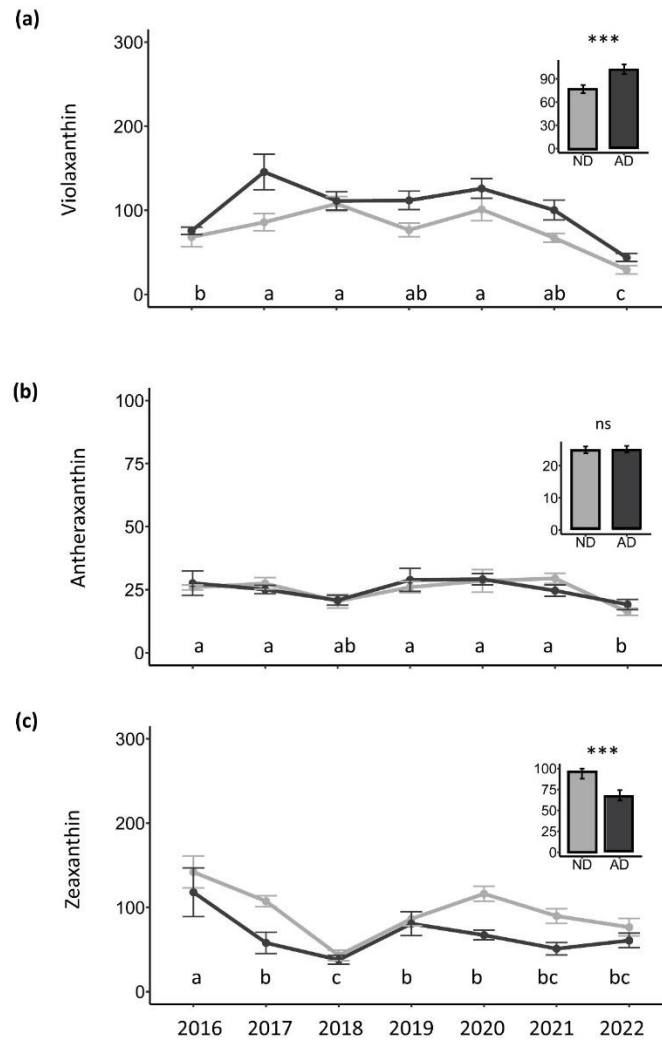 (a)
Violaxanthin
300
200
100
0
b a a ab a ab c
***
90
60
30
0
ND AD
(b)
Antheraxanthin
100
75
50
25
0
a a ab a a a b
ns
20
10
0
ND AD
(c)
Zeaxanthin
300
200
100
0
a b c b b bc bc
***
100
75
50
25
0
ND AD
2016 2017 2018 2019 2020 2021 2022